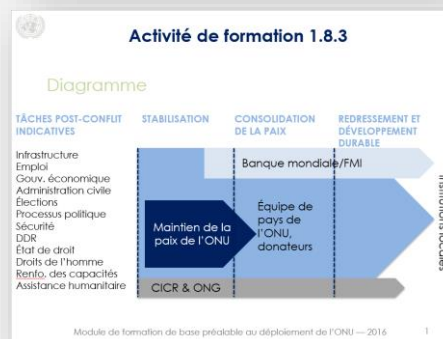 Activité de formation 1.8.3
Diagramme
TÂCHES POST-CONFLIT
INDICATIVES
STABILISATION
CONSOLIDATION
DE LA PAIX
REDRESSEMENT ET
DÉVELOPPEMENT
DURABLE
Infrastructure
Emploi
Gouv. économique
Administration civile
Élections
Processus politique
Sécurité
DDR
État de droit
Droits de l'homme
Renfo. des capacités
Assistance humanitaire
Banque mondiale/FMI
Maintien de la
paix de l'ONU
Équipe de
pays de
l'ONU,
donateurs
CICR & ONG
Institutions locales
Module de formation de base préalable au déploiement de l'ONU — 2016
1